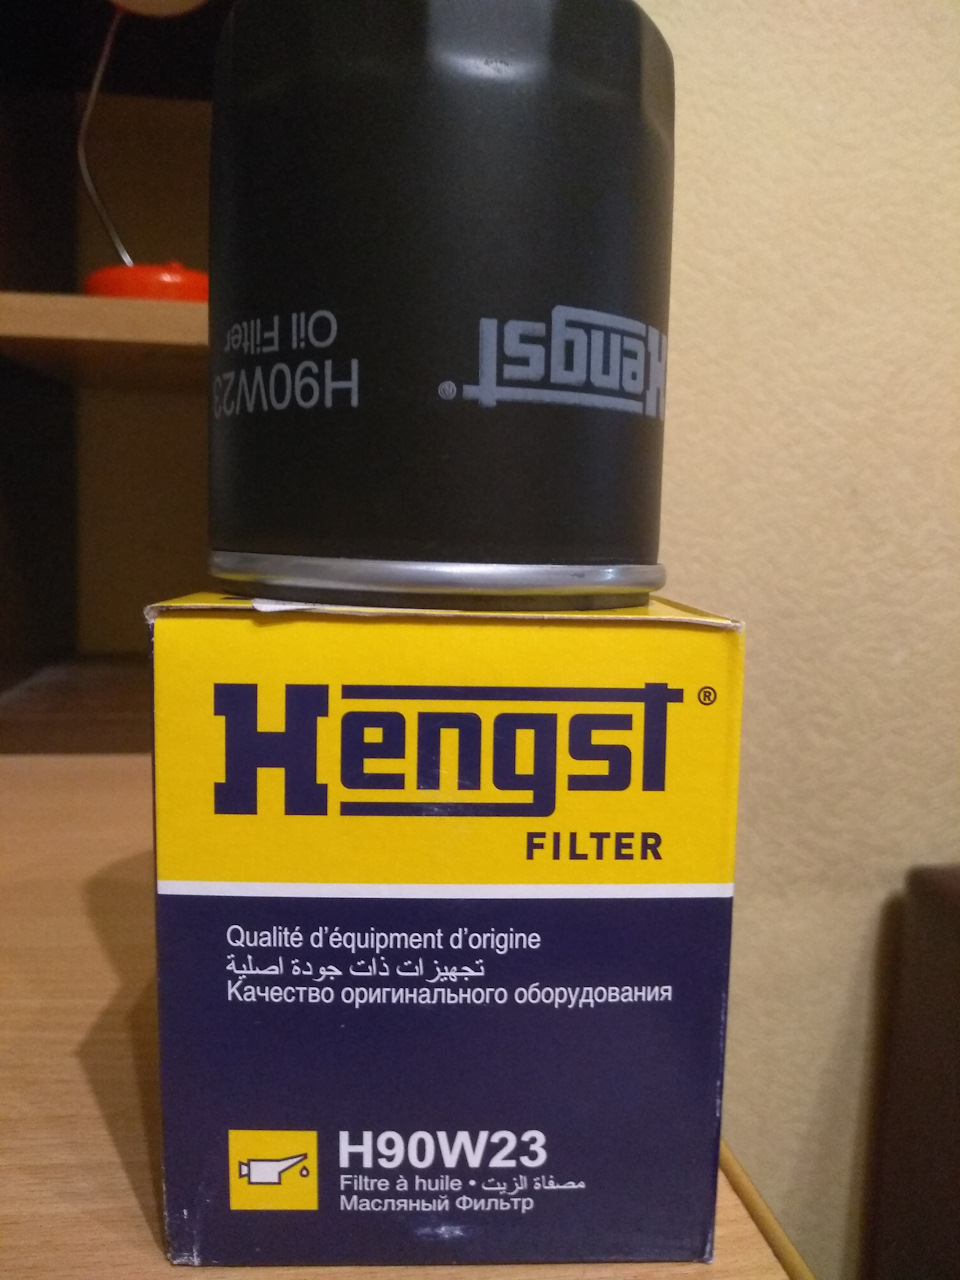 Oil Filter
H90W23
Hengst®
Hengst®
FILTER
Qualité d'équipment d'origine
تجهيزات ذات جودة اصلية
Качество оригинального оборудования
H90W23
Filtre à huile • مصفاة الزيت
Масляный Фильтр